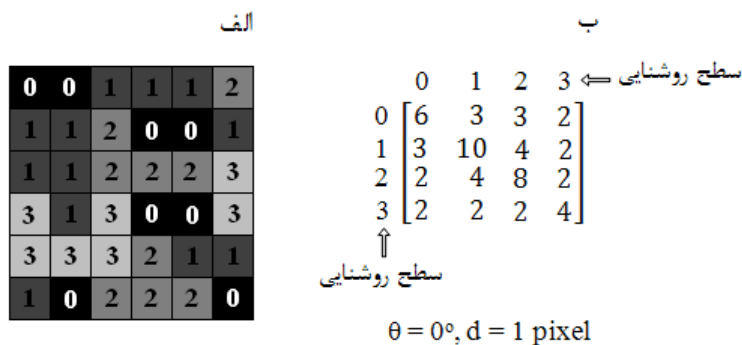 الف
0 0 1 1 1 2
1 1 2 0 0 1
1 1 2 2 2 3
3 1 3 0 0 3
3 3 3 2 1 1
1 0 2 2 2 0
ب
0 1 2 3 ⇐ سطح روشنایی
0 [6 3 3 2
1 3 10 4 2
2 2 4 8 2
3 2 2 2 4]
⇑
سطح روشنایی
θ = 0º, d = 1 pixel